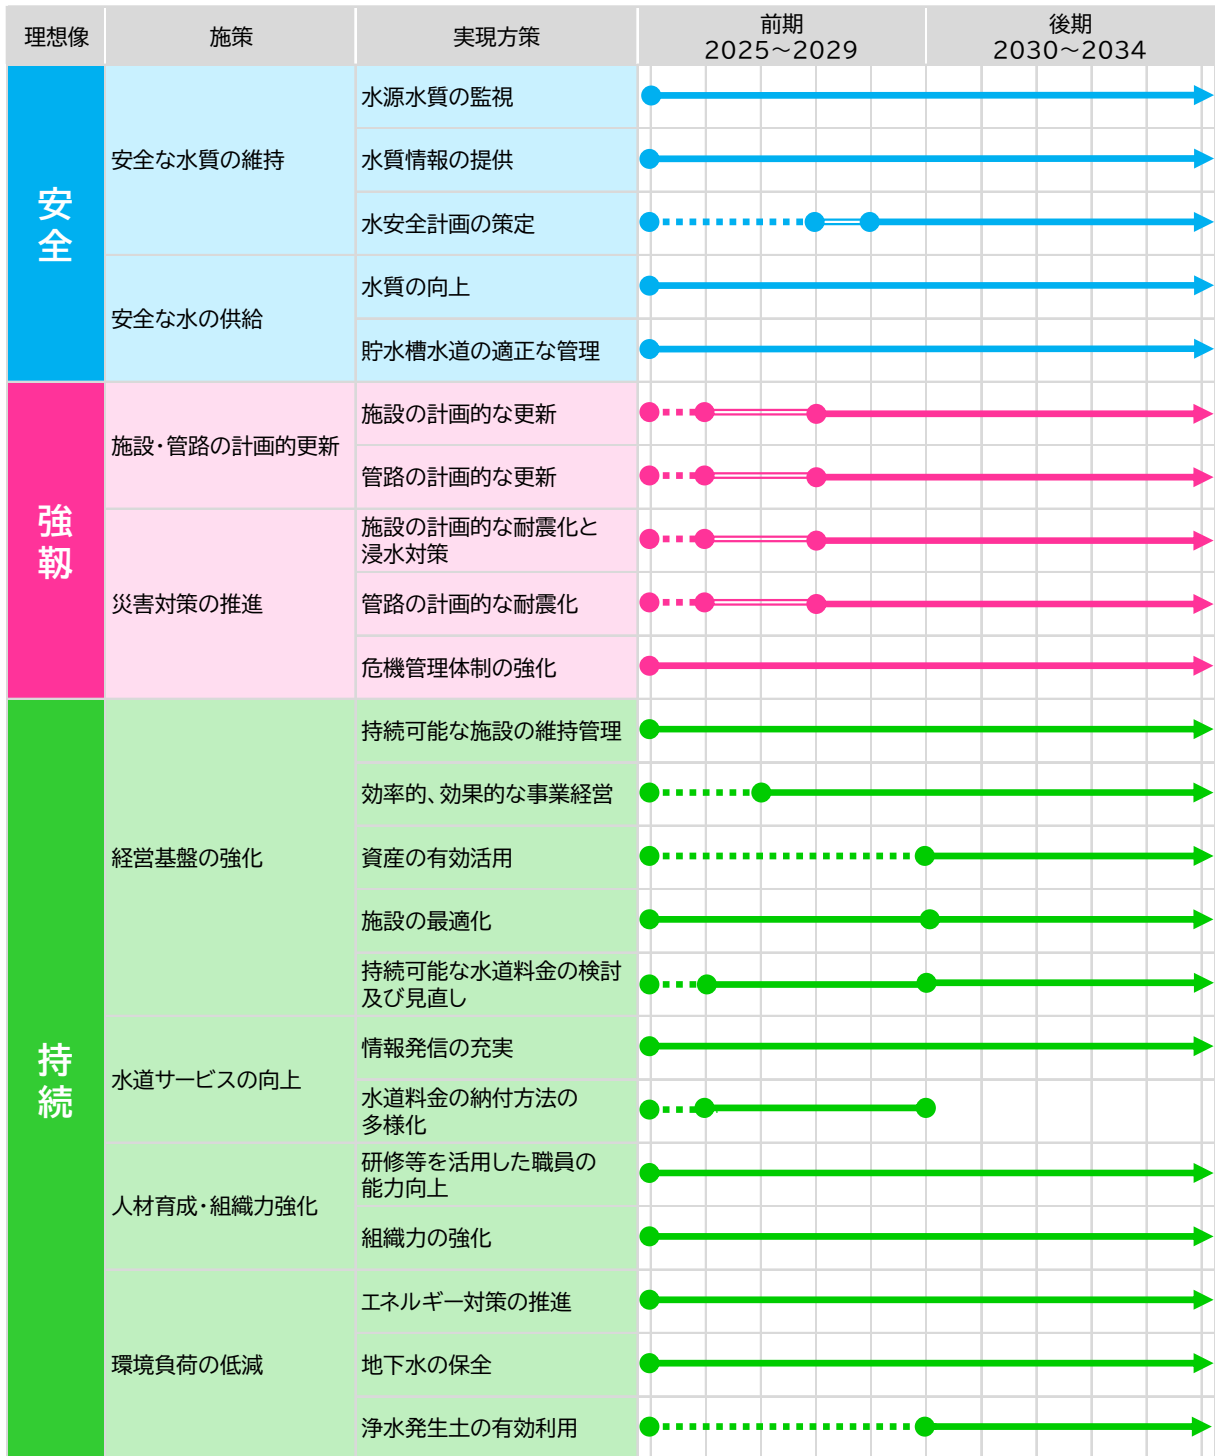 理想像
施策
実現方策
前期
2025～2029
後期
2030～2034
安全
安全な水質の維持
水源水質の監視
水質情報の提供
水安全計画の策定
安全な水の供給
水質の向上
貯水槽水道の適正な管理
強靱
施設・管路の計画的更新
施設の計画的な更新
管路の計画的な更新
災害対策の推進
施設の計画的な耐震化と
浸水対策
管路の計画的な耐震化
危機管理体制の強化
持続
経営基盤の強化
持続可能な施設の維持管理
効率的、効果的な事業経営
資産の有効活用
施設の最適化
持続可能な水道料金の検討
及び見直し
水道サービスの向上
情報発信の充実
水道料金の納付方法の
多様化
人材育成・組織力強化
研修等を活用した職員の
能力向上
組織力の強化
環境負荷の低減
エネルギー対策の推進
地下水の保全
浄水発生土の有効利用